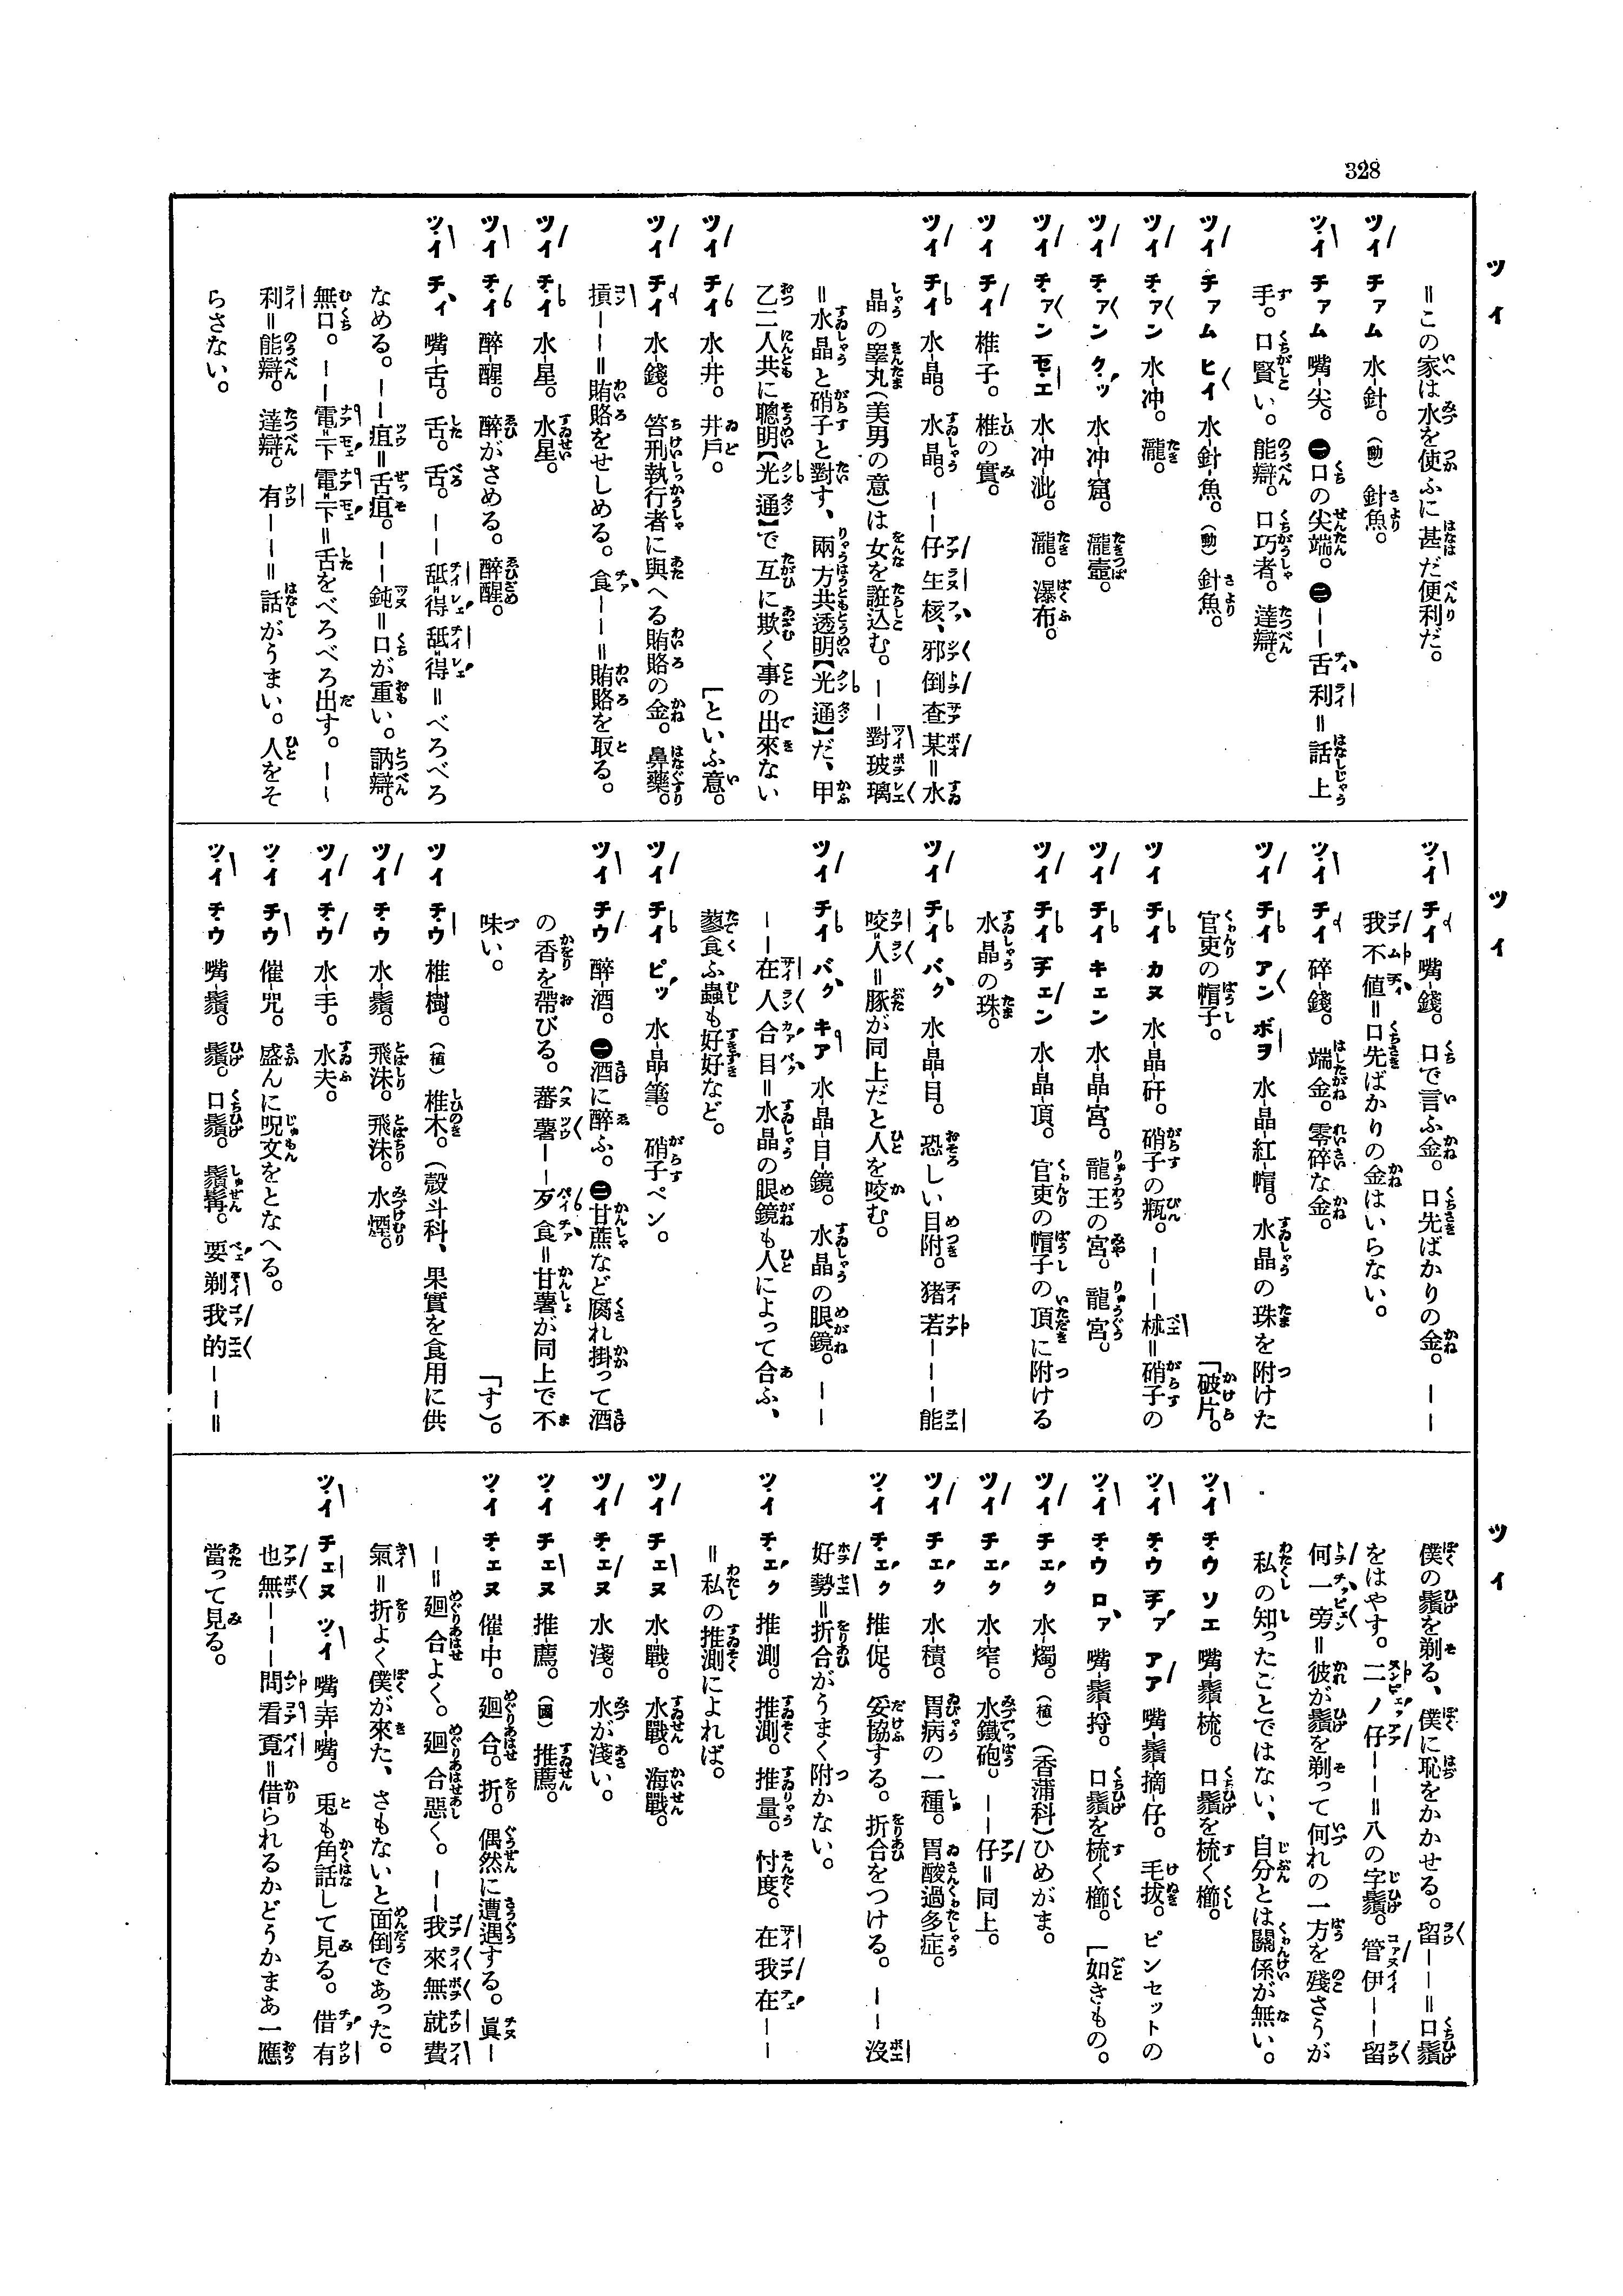 328
ツイ
ツイ
ツイ
＝この家は水を使ふに甚だ便利だ。
ツイ チァム 水-針。（動）針魚。
ツイ チァム 嘴-尖。㊀口の尖端。㊁－－舌利＝話上
手。口賢い。能辯。口巧者。達辯。
ツイ チァム ヒイ 水-針-魚。（動）針魚。
ツイ チァン 水-冲。瀧。
ツイ チァン クッ 水-冲-窟。瀧壺。
ツイ チァン セエ 水-冲-泚。瀧。瀑布。
ツイ チイ 椎-子。椎の實。
ツイ チイ 水-晶。水晶。－－仔生核、邪倒查某＝水
晶の睾丸（美男の意）は女を誑込む。－－對玻璃
＝水晶と硝子と對す、兩方共透明【光通】だ、甲
乙二人共に聰明【光通】で互に欺く事の出來ない
ツイ チイ 水-井。井戶。［といふ意。
ツイ チイ 水-錢。笞刑執行者に與へる賄賂の金。鼻藥。
摃－－＝賄賂をせしめる。食－－＝賄賂を取る。
ツイ チイ 水-星。水星。
ツイ チイ 醉-醒。醉がさめる。醉醒。
ツイ チィ 嘴-舌。舌。舌。－－舐得舐得＝べろべろ
なめる。－－疽＝舌疽。－－鈍＝口が重い。訥辯。
無口。－－電下電下＝舌をべろべろ出す。－－
利＝能辯。達辯。有－－＝話がうまい。人をそ
らさない。
ツイ チイ 嘴-錢。口で言ふ金。口先ばかりの金。－－
我不値＝口先ばかりの金はいらない。
ツイ チイ 碎-錢。端金。零碎な金。
ツイ チイ アン ボヲ 水-晶-紅-帽。水晶の珠を附けた
官吏の帽子。［破片。
ツイ チイ カヌ 水-晶-矸。硝子の瓶。－－－怵＝硝子の
ツイ チイ キェン 水-晶-宮。龍王の宮。龍宮。
ツイ チイ チェン 水-晶-頂。官吏の帽子の頂に附ける
水晶の珠。
ツイ チイ バク 水-晶-目。恐しい目附。猪若－－－能
咬人＝豚が同上だと人を咬む。
ツイ チイ バク キア 水-晶-目-鏡。水晶の眼鏡。－－
－－在人合目＝水晶の眼鏡も人によって合ふ、
蓼食ふ蟲も好好など。
ツイ チイ ピッ 水-晶-筆。硝子ペン。
ツイ チウ 醉-酒。㊀酒に醉ふ。㊁甘蔗など腐れ掛って酒
の香を帶びる。蕃薯－－歹食＝甘薯が同上で不
味い。［す）。
ツイ チウ 椎-樹。（植）椎木。（殼斗科、果實を食用に供
ツイ チウ 水-鬚。飛沫。飛沫。水煙。
ツイ チウ 水-手。水夫。
ツイ チウ 催-咒。盛んに呪文をとなへる。
ツイ チウ 嘴-鬚。鬚。口鬚。鬚髯。要剃我的－－＝
僕の鬚を剃る、僕に恥をかかせる。留－－＝口鬚
をはやす。二ノ仔－－＝八の字鬚。管伊－－留
何一旁＝彼が鬚を剃って何れの一方を殘さうが
私の知ったことではない、自分とは關係が無い。
ツイ チウ ソエ 嘴-鬚-梳。口鬚を梳く櫛。
ツイ チウ チァ アア 嘴-鬚-摘-仔。毛拔。ピンセットの
ツイ チウ ロァ 嘴-鬚-捋。口鬚を梳く櫛。［如きもの。
ツイ チェク 水-燭。（植）（香蒲科）ひめがま。
ツイ チェク 水-窄。水鐵砲。－－仔＝同上。
ツイ チェク 水-積。胃病の一種。胃酸過多症。
ツイ チェク 推-促。妥協する。折合をつける。－－沒
好勢＝折合がうまく附かない。
ツイ チェク 推-測。推測。推量。忖度。在我在－－
＝私の推測によれば。
ツイ チェヌ 水-戰。水戰。海戰。
ツイ チェヌ 水-淺。水が淺い。
ツイ チェヌ 推-薦。（國）推薦。
ツイ チェヌ 催-中。廻合。折。偶然に遭遇する。眞－
－＝廻合よく。廻合惡く。－－我來無就費
氣＝折よく僕が來た、さもないと面倒であった。
ツイ チェヌ ツイ 嘴-弄-嘴。兎も角話して見る。借有
也無－－－問看覔＝借られるかどうかまあ一應
當って見る。